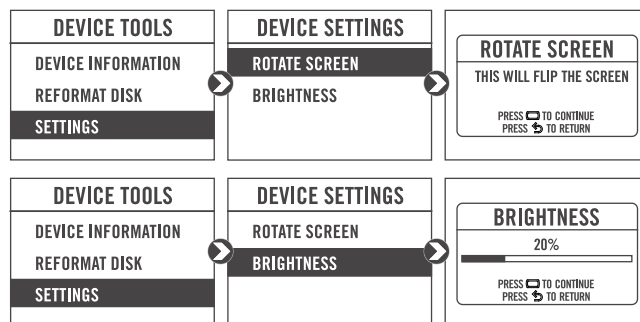 DEVICE TOOLS
DEVICE INFORMATION
REFORMAT DISK
SETTINGS
DEVICE SETTINGS
ROTATE SCREEN
BRIGHTNESS
ROTATE SCREEN
THIS WILL FLIP THE SCREEN
PRESS TO CONTINUE
PRESS TO RETURN
DEVICE TOOLS
DEVICE INFORMATION
REFORMAT DISK
SETTINGS
DEVICE SETTINGS
ROTATE SCREEN
BRIGHTNESS
BRIGHTNESS
20%
PRESS TO CONTINUE
PRESS TO RETURN